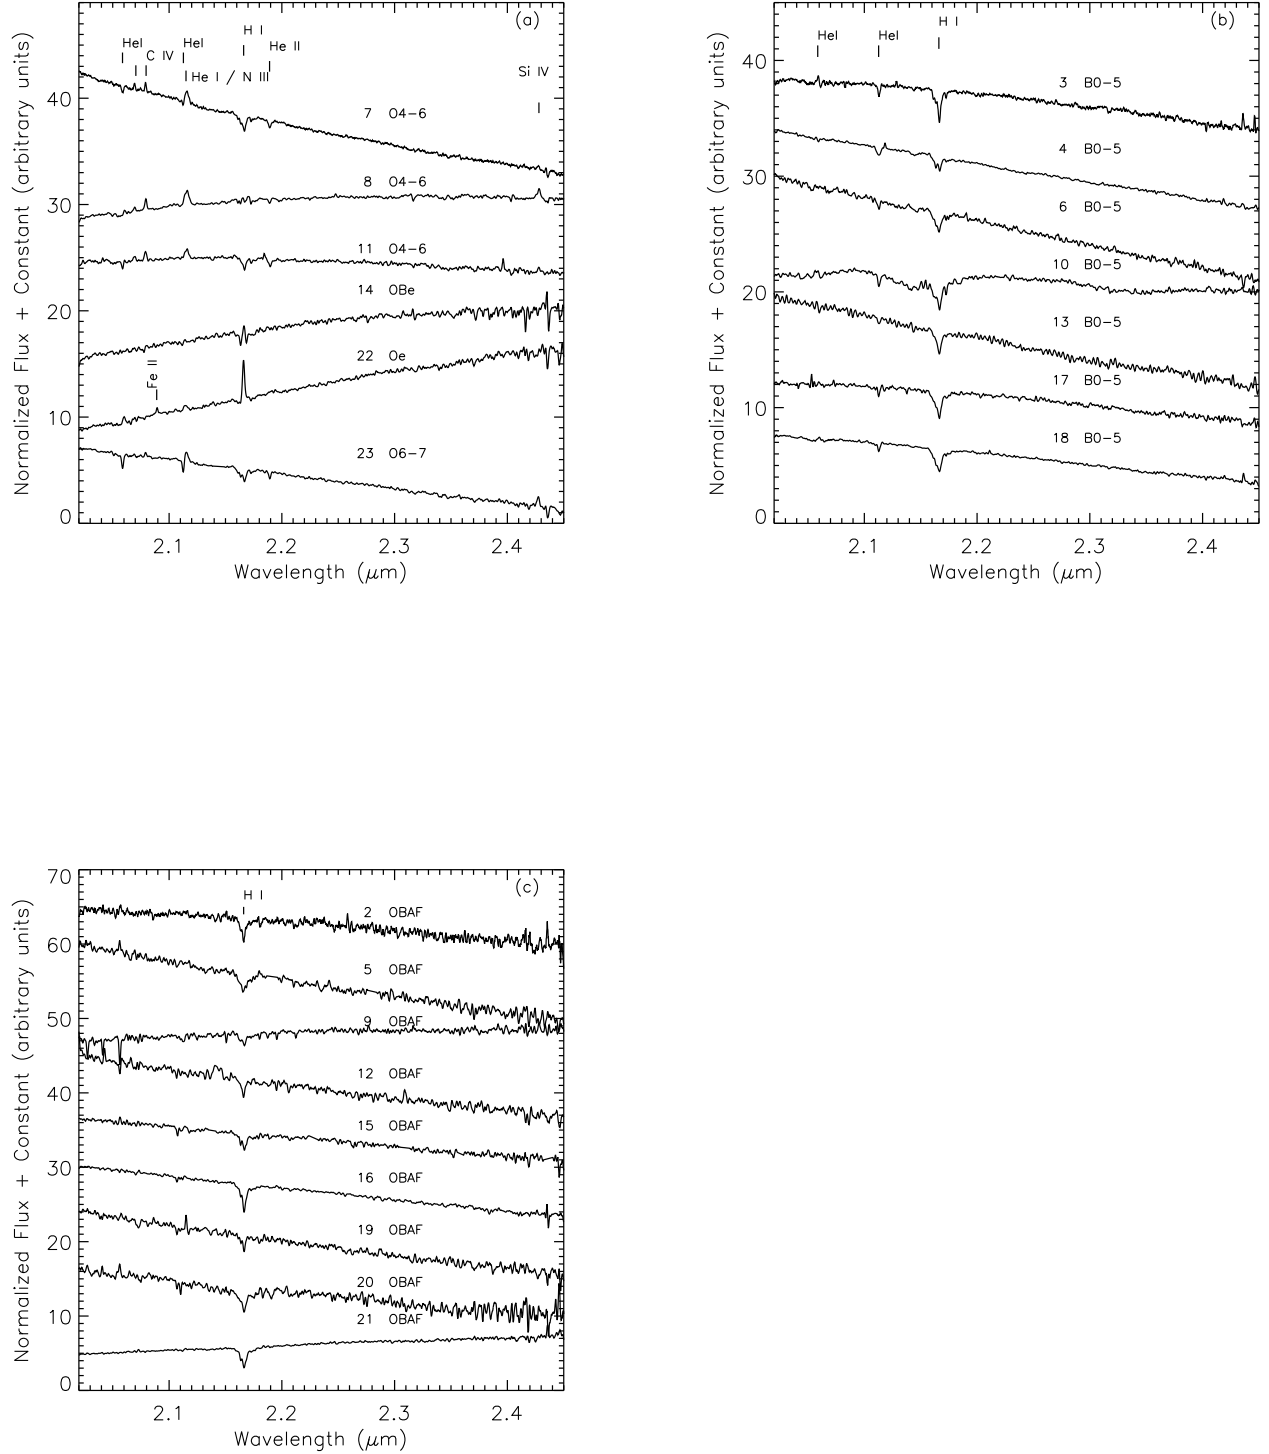 (a)
H I
HeI
HeI
He II
C IV
He I / N III
Si IV
40
30
20
10
0
7 O4-6
8 O4-6
11 O4-6
14 OBe
22 Oe
23 O6-7
Fe II
2.1 2.2 2.3 2.4
Wavelength (μm)
Normalized Flux + Constant (arbitrary units)
(b)
H I
HeI
HeI
40
30
20
10
0
3 B0-5
4 B0-5
6 B0-5
10 B0-5
13 B0-5
17 B0-5
18 B0-5
2.1 2.2 2.3 2.4
Wavelength (μm)
Normalized Flux + Constant (arbitrary units)
(c)
H I
70
60
50
40
30
20
10
0
2 OBAF
5 OBAF
9 OBAF
12 OBAF
15 OBAF
16 OBAF
19 OBAF
20 OBAF
21 OBAF
2.1 2.2 2.3 2.4
Wavelength (μm)
Normalized Flux + Constant (arbitrary units)